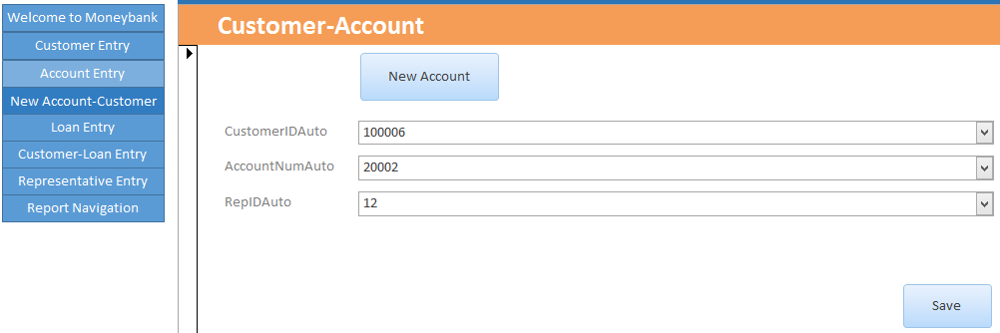 Welcome to Moneybank
Customer Entry
Account Entry
New Account-Customer
Loan Entry
Customer-Loan Entry
Representative Entry
Report Navigation
Customer-Account
New Account
CustomerIDAuto 100006
AccountNumAuto 20002
RepIDAuto 12
Save